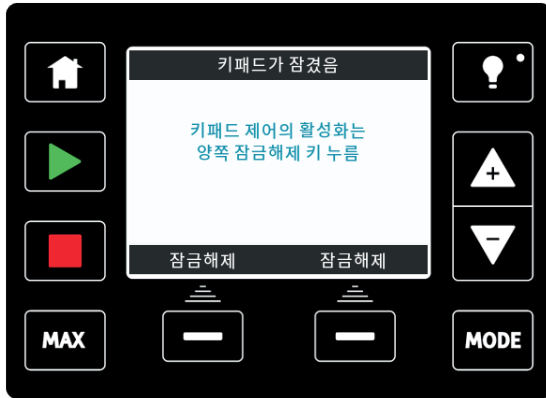 키패드가 잠겼음
키패드 제어의 활성화는
양쪽 잠금해제 키 누름
잠금해제 잠금해제
MAX
MODE